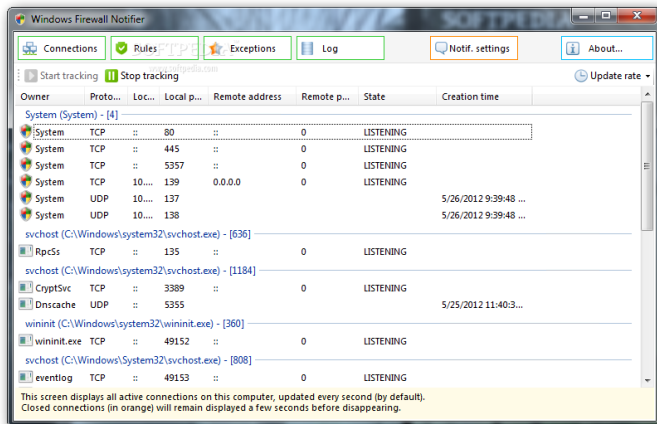 Windows Firewall Notifier
SOFTPEDIA
Connections Rules Exceptions Log Notif. settings About...
SOFTPEDIA
www.softpedia.com
Start tracking Stop tracking Update rate
Owner Proto... Loc... Local p... Remote address Remote p... State Creation time
System (System) - [4]
System TCP :: 80 :: 0 LISTENING
System TCP :: 445 :: 0 LISTENING
System TCP :: 5357 :: 0 LISTENING
System TCP 10.... 139 0.0.0.0 0 LISTENING
System UDP 10.... 137 5/26/2012 9:39:48 ...
System UDP 10.... 138 5/26/2012 9:39:48 ...
svchost (C:\Windows\system32\svchost.exe) - [636]
RpcSs TCP :: 135 :: 0 LISTENING
svchost (C:\Windows\system32\svchost.exe) - [1184]
CryptSvc TCP :: 3389 :: 0 LISTENING
Dnscache UDP :: 5355 5/25/2012 11:40:3...
wininit (C:\Windows\system32\wininit.exe) - [360]
wininit.exe TCP :: 49152 :: 0 LISTENING
svchost (C:\Windows\System32\svchost.exe) - [808]
eventlog TCP :: 49153 :: 0 LISTENING
This screen displays all active connections on this computer, updated every second (by default).
Closed connections (in orange) will remain displayed a few seconds before disappearing.